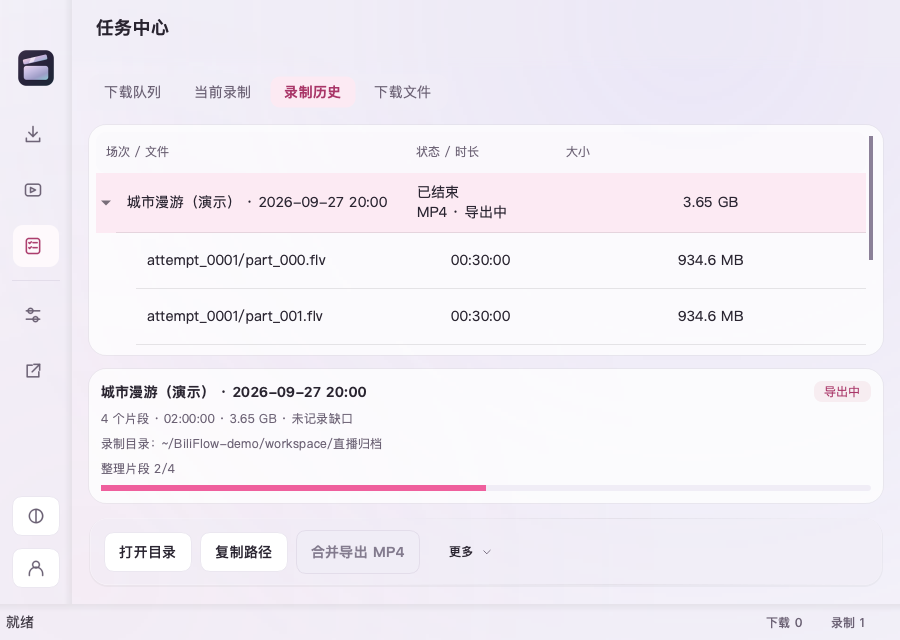 任务中心
下载队列 当前录制 录制历史 下载文件
场次 / 文件 状态 / 时长 大小
城市漫游（演示） · 2026-09-27 20:00 已结束 3.65 GB
MP4 · 导出中
attempt_0001/part_000.flv 00:30:00 934.6 MB
attempt_0001/part_001.flv 00:30:00 934.6 MB
城市漫游（演示） · 2026-09-27 20:00 导出中
4 个片段 · 02:00:00 · 3.65 GB · 未记录缺口
录制目录：~/BiliFlow-demo/workspace/直播归档
整理片段 2/4
打开目录 复制路径 合并导出 MP4 更多
就绪 下载 0 录制 1